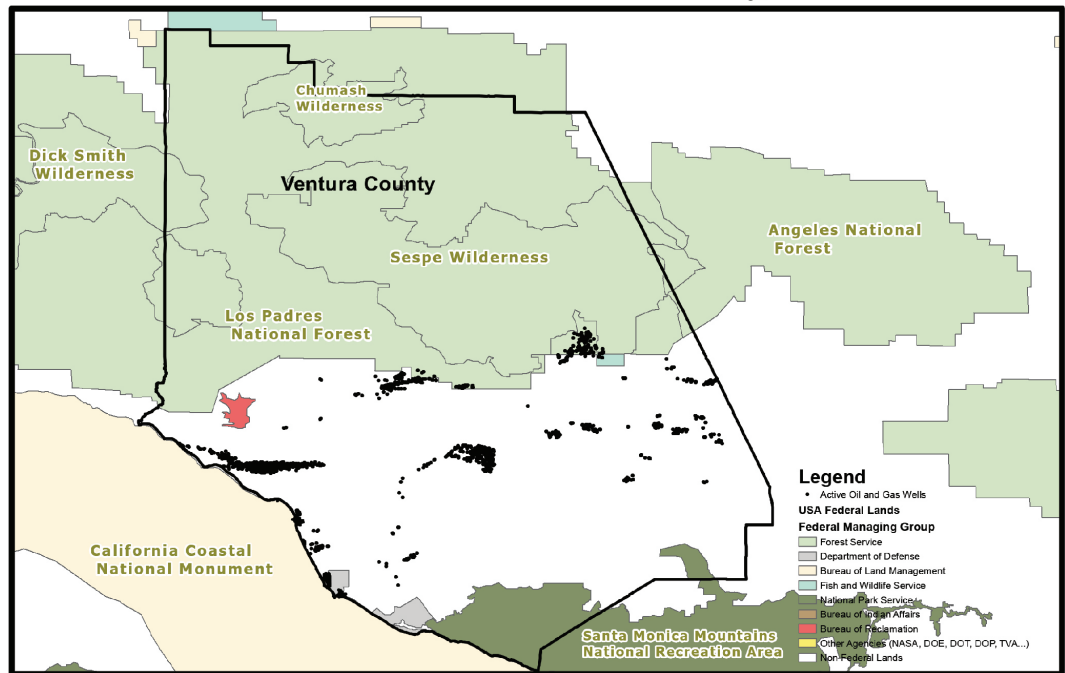 Chumash
Wilderness
Dick Smith
Wilderness
Ventura County
Angeles National
Forest
Sespe Wilderness
Los Padres
National Forest
California Coastal
National Monument
Santa Monica Mountains
National Recreation Area
Legend
Active Oil and Gas Wells
USA Federal Lands
Federal Managing Group
Forest Service
Department of Defense
Bureau of Land Management
Fish and Wildlife Service
National Park Service
Bureau of Indian Affairs
Bureau of Reclamation
Other Agencies (NASA, DOE, DOT, DOP, TVA...)
Non-Federal Lands